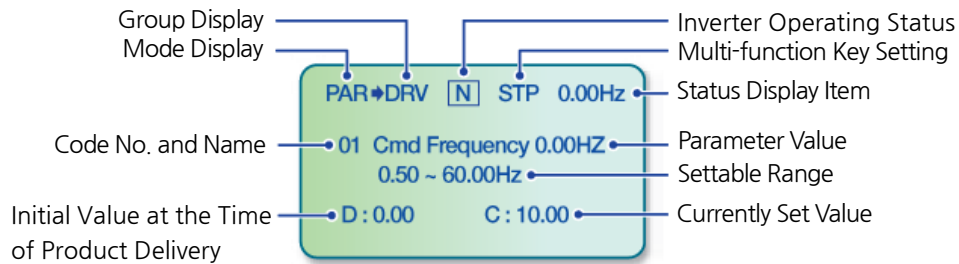 Group Display
Mode Display
Inverter Operating Status
Multi-function Key Setting
PAR➡DRV N STP 0.00Hz
Status Display Item
Code No. and Name
01 Cmd Frequency 0.00HZ
Parameter Value
0.50 ~ 60.00Hz
Settable Range
Initial Value at the Time
of Product Delivery
D : 0.00 C : 10.00
Currently Set Value